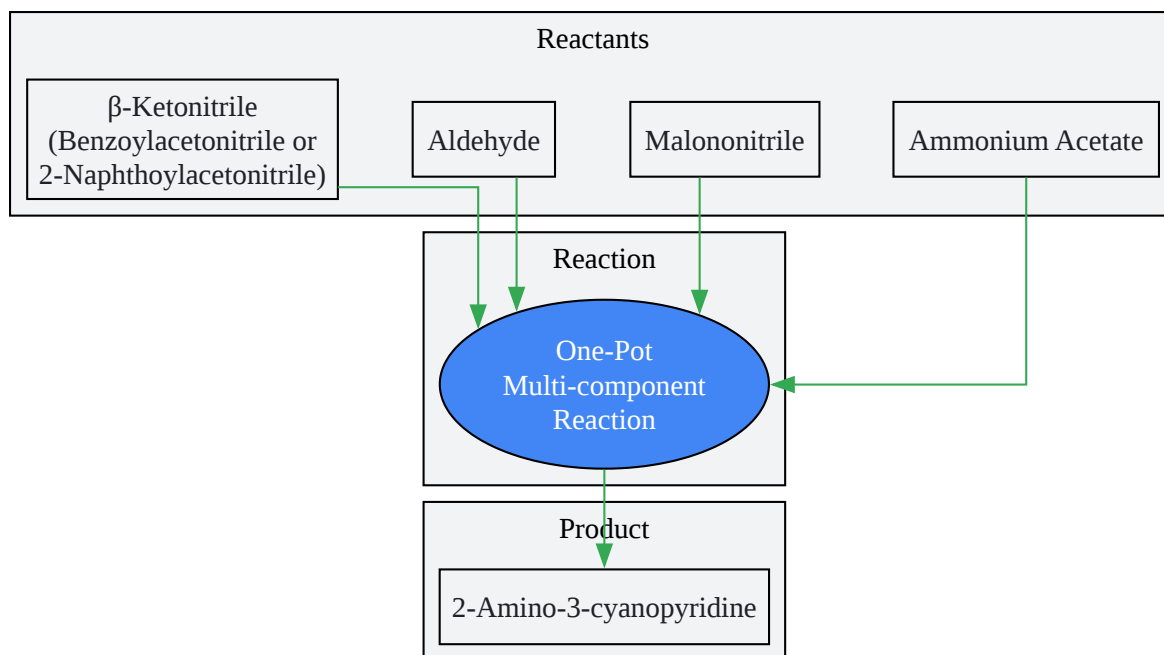 Reactants
β-Ketonitrile
(Benzoylacetonitrile or
2-Naphthoylacetonitrile)
Aldehyde
Malononitrile
Ammonium Acetate
Reaction
One-Pot
Multi-component
Reaction
Product
2-Amino-3-cyanopyridine